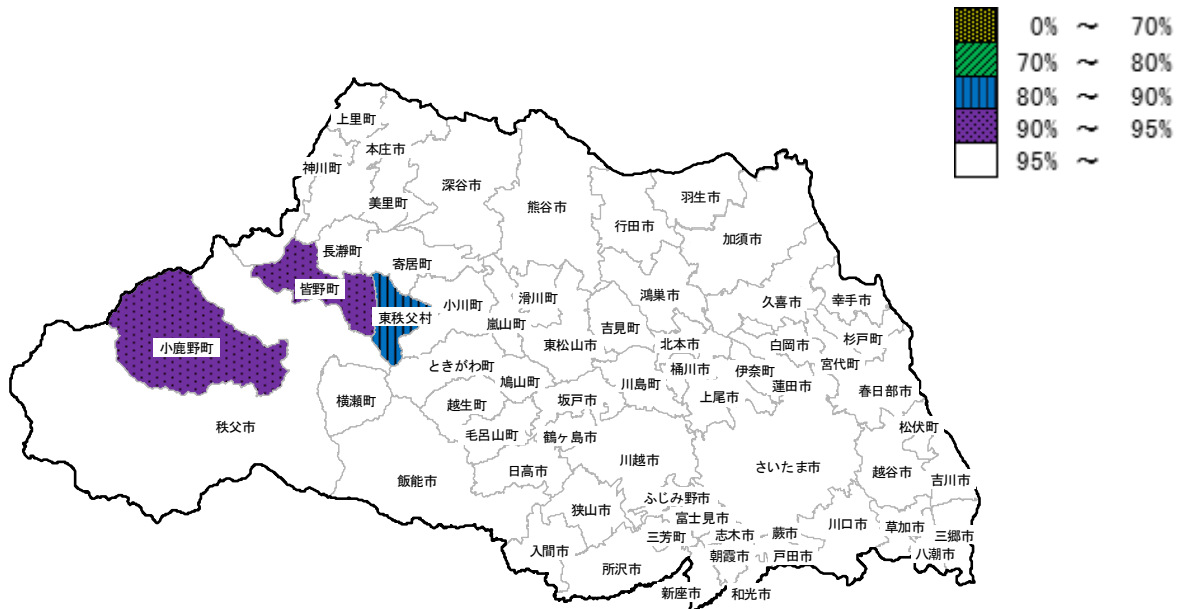 0% ～ 70%
70% ～ 80%
80% ～ 90%
90% ～ 95%
95% ～
上里町
本庄市
神川町
深谷市
羽生市
美里町
熊谷市
行田市
加須市
長瀞町
寄居町
皆野町
小川町
滑川町
鴻巣市
久喜市
幸手市
東秩父村
嵐山町
吉見町
小鹿野町
東松山市
北本市
白岡市
杉戸町
ときがわ町
桶川市
伊奈町
宮代町
鳩山町
川島町
蓮田市
横瀬町
越生町
坂戸市
上尾市
春日部市
秩父市
毛呂山町
鶴ヶ島市
松伏町
川越市
さいたま市
日高市
越谷市
飯能市
吉川市
ふじみ野市
狭山市
富士見市
川口市
草加市
三芳町
志木市
蕨市
三郷市
入間市
朝霞市
戸田市
八潮市
所沢市
新座市
和光市